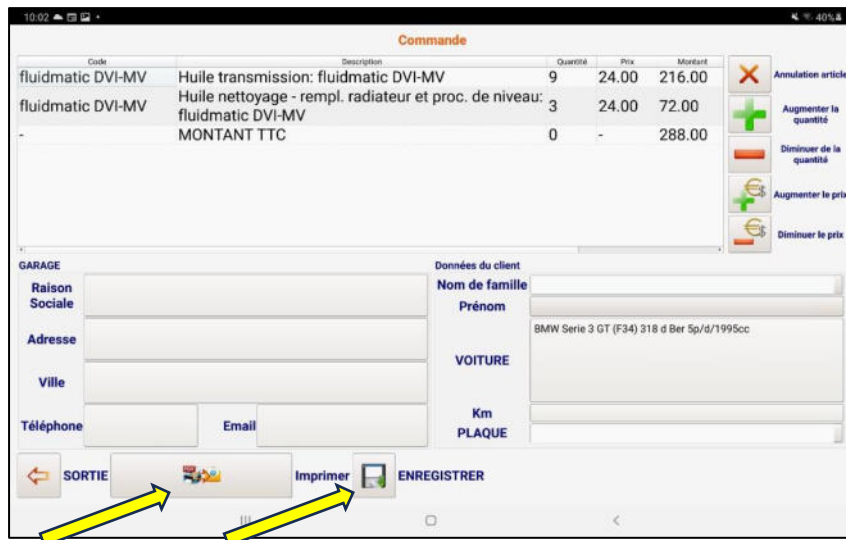 10:02
40%
Commande
Code Description Quantité Prix Montant
fluidmatic DVI-MV Huile transmission: fluidmatic DVI-MV 9 24.00 216.00
fluidmatic DVI-MV Huile nettoyage - rempl. radiateur et proc. de niveau: fluidmatic DVI-MV 3 24.00 72.00
- MONTANT TTC 0 - 288.00
Annulation article
Augmenter la quantité
Diminuer de la quantité
Augmenter le prix
Diminuer le prix
GARAGE
Raison Sociale
Adresse
Ville
Téléphone Email
Données du client
Nom de famille
Prénom
VOITURE BMW Serie 3 GT (F34) 318 d Ber 5p/d/1995cc
Km
PLAQUE
SORTIE Imprimer ENREGISTRER